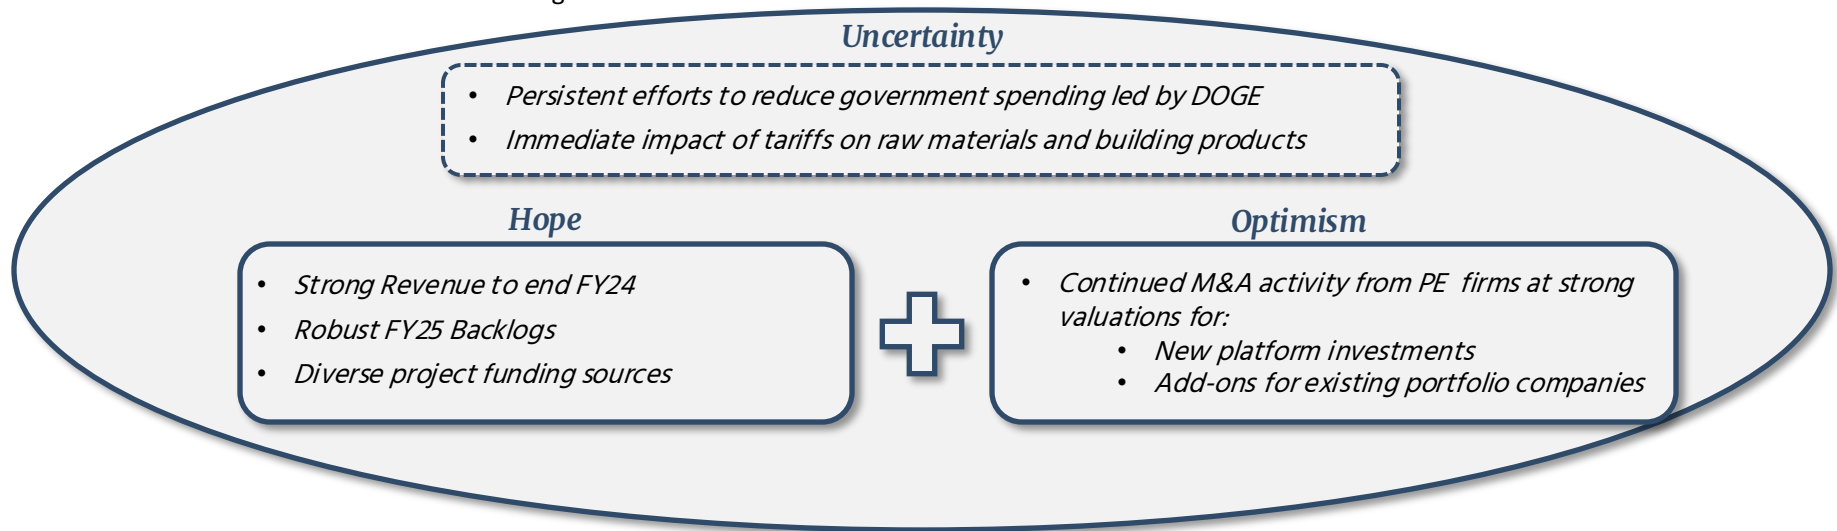 Uncertainty
• Persistent efforts to reduce government spending led by DOGE
• Immediate impact of tariffs on raw materials and building products
Hope
• Strong Revenue to end FY24
• Robust FY25 Backlogs
• Diverse project funding sources
Optimism
• Continued M&A activity from PE firms at strong
valuations for:
• New platform investments
• Add-ons for existing portfolio companies